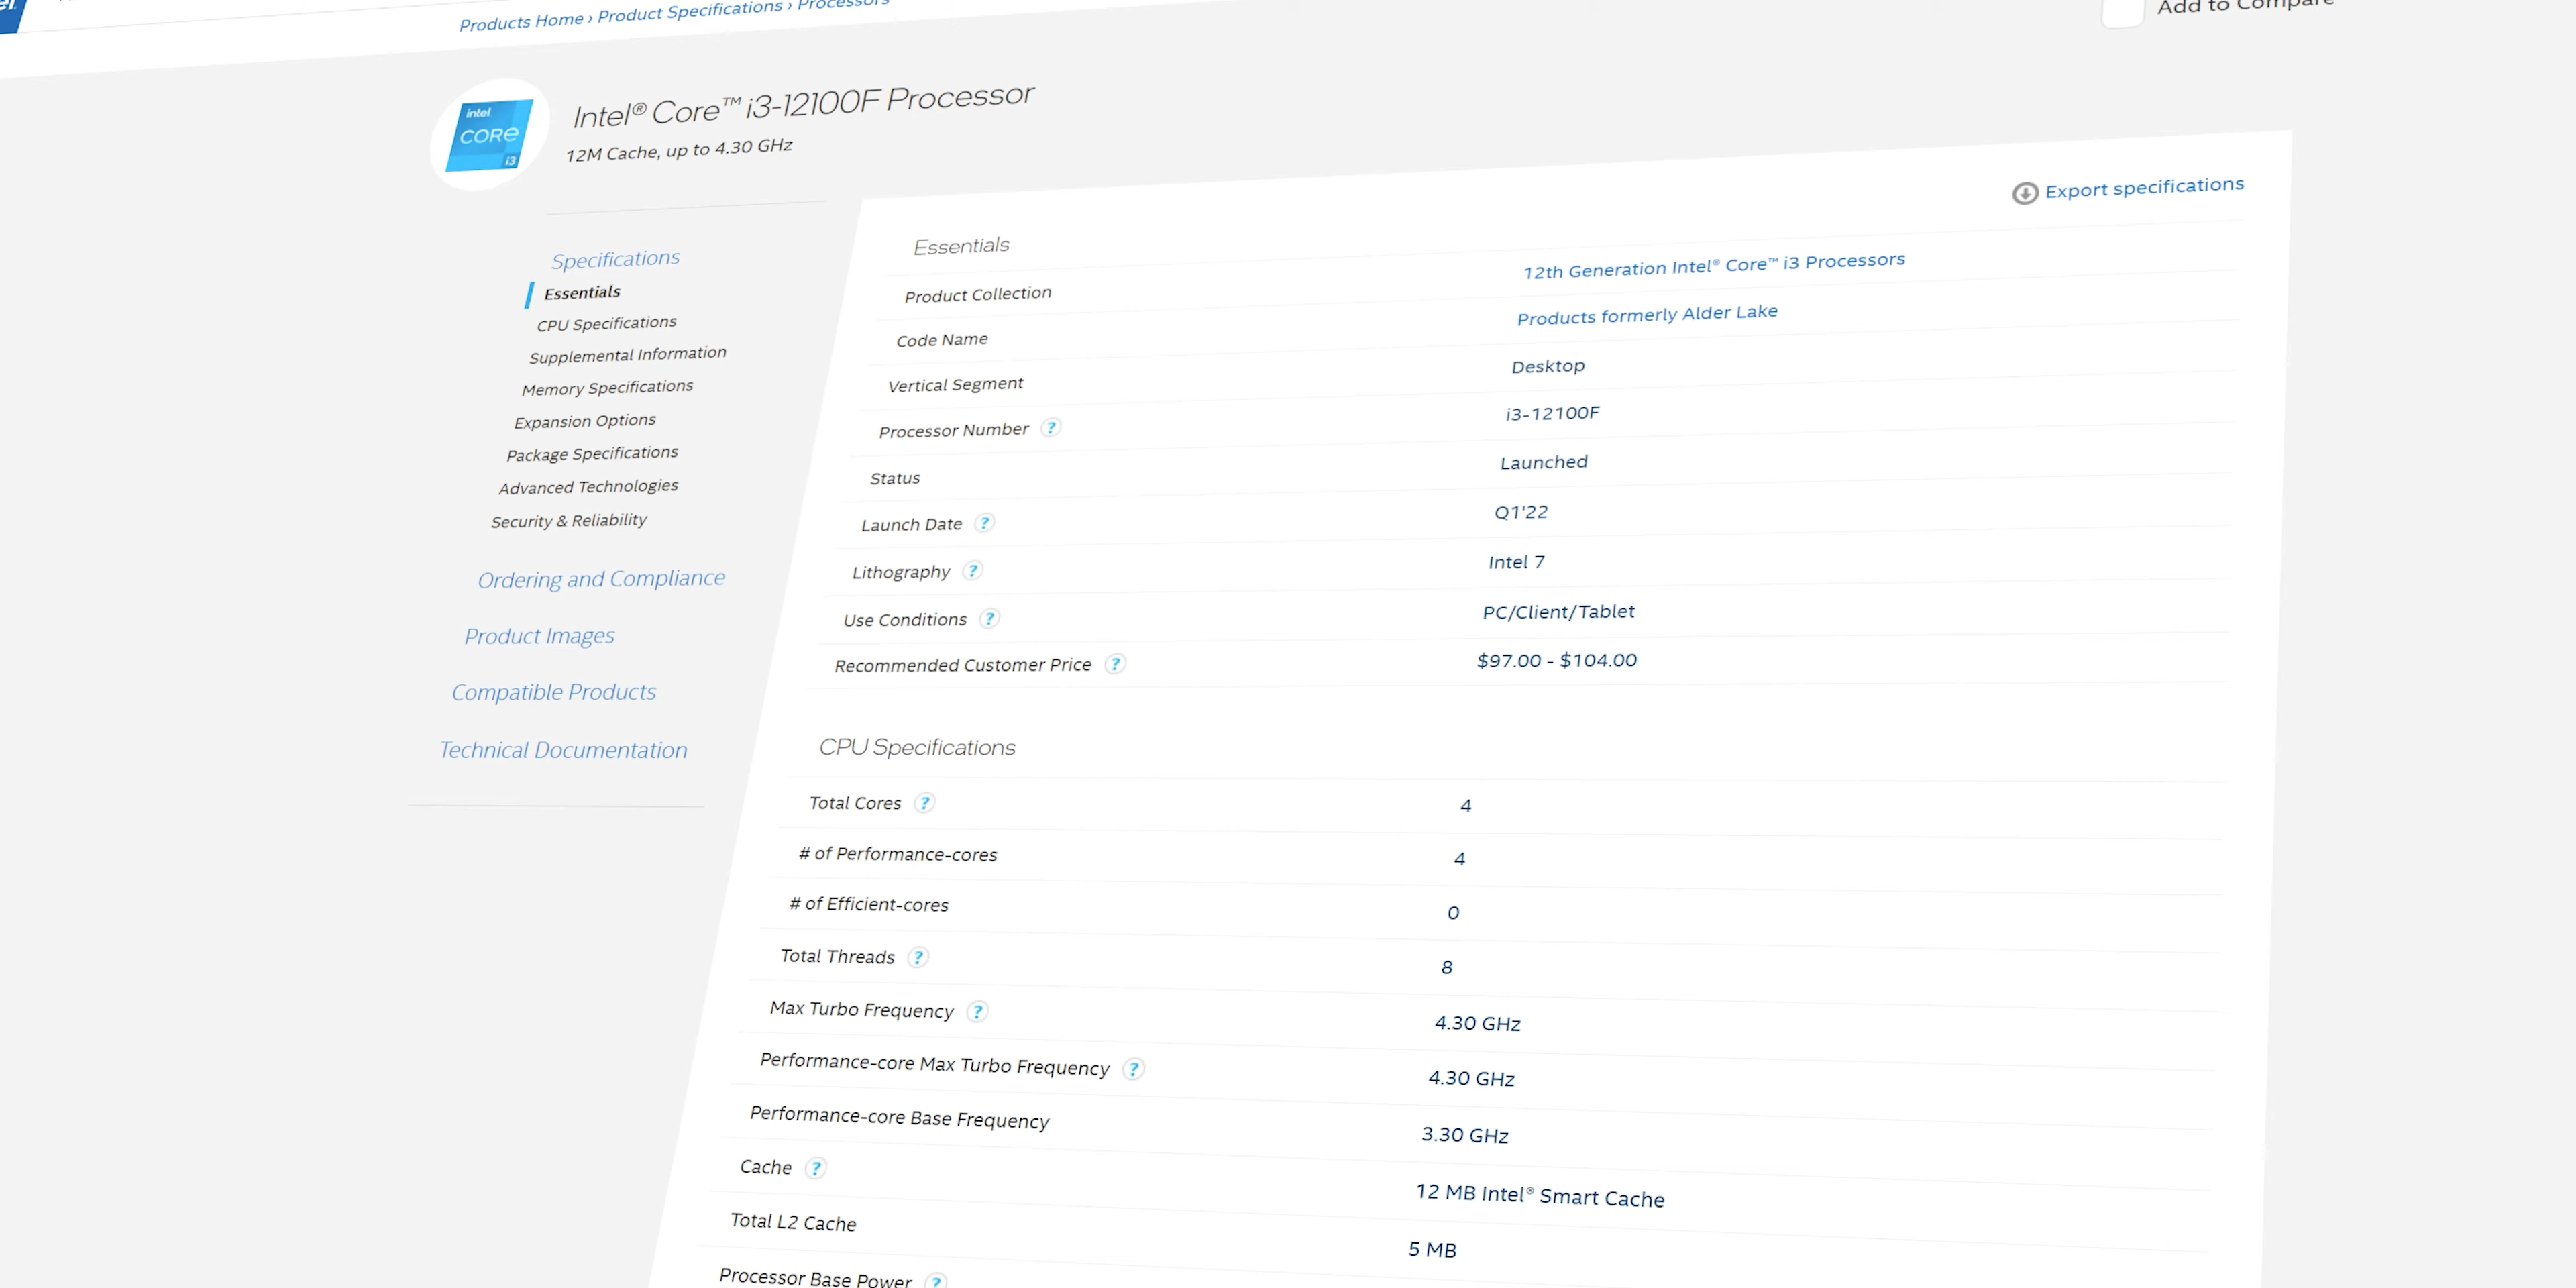 Products Home › Product Specifications › Processors
Add to Compare
intel
CORE
i3
Intel® Core™ i3-12100F Processor
12M Cache, up to 4.30 GHz
Specifications
Essentials
CPU Specifications
Supplemental Information
Memory Specifications
Expansion Options
Package Specifications
Advanced Technologies
Security & Reliability
Ordering and Compliance
Product Images
Compatible Products
Technical Documentation
Export specifications
Essentials
Product Collection 12th Generation Intel® Core™ i3 Processors
Code Name Products formerly Alder Lake
Vertical Segment Desktop
Processor Number ? i3-12100F
Status Launched
Launch Date ? Q1'22
Lithography ? Intel 7
Use Conditions ? PC/Client/Tablet
Recommended Customer Price ? $97.00 - $104.00
CPU Specifications
Total Cores ? 4
# of Performance-cores 4
# of Efficient-cores 0
Total Threads ? 8
Max Turbo Frequency ? 4.30 GHz
Performance-core Max Turbo Frequency ? 4.30 GHz
Performance-core Base Frequency 3.30 GHz
Cache ? 12 MB Intel® Smart Cache
Total L2 Cache 5 MB
Processor Base Power ?